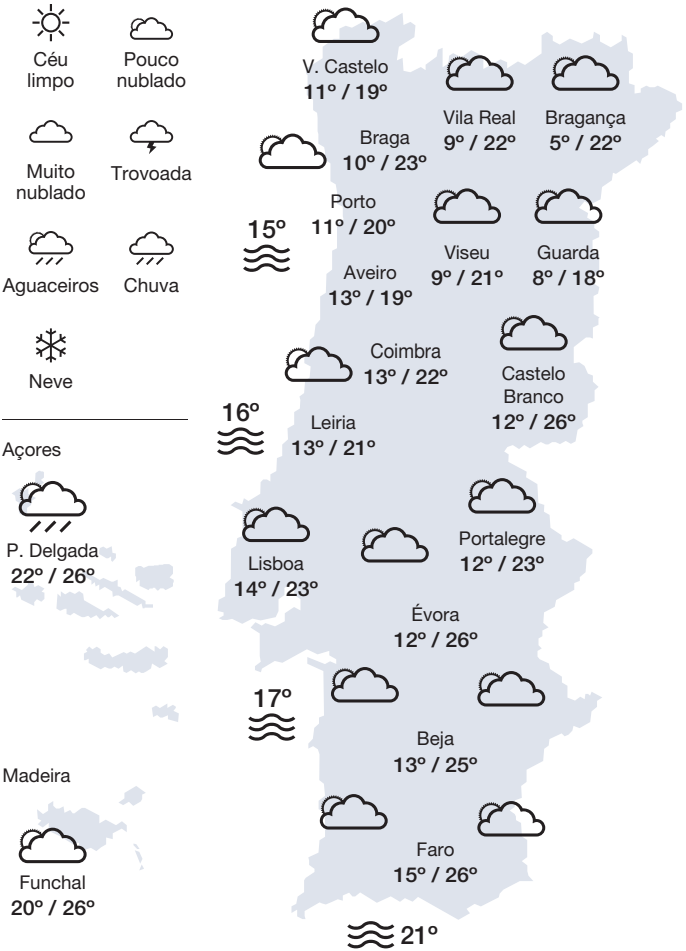 Céu
limpo
Pouco
nublado
Muito
nublado
Trovoada
Aguaceiros
Chuva
Neve
Açores
P. Delgada
22º / 26º
Madeira
Funchal
20º / 26º
V. Castelo
11º / 19º
Vila Real
9º / 22º
Bragança
5º / 22º
Braga
10º / 23º
Porto
11º / 20º
15º
Viseu
9º / 21º
Guarda
8º / 18º
Aveiro
13º / 19º
Coimbra
13º / 22º
Castelo
Branco
12º / 26º
16º
Leiria
13º / 21º
Lisboa
14º / 23º
Portalegre
12º / 23º
Évora
12º / 26º
17º
Beja
13º / 25º
Faro
15º / 26º
21º